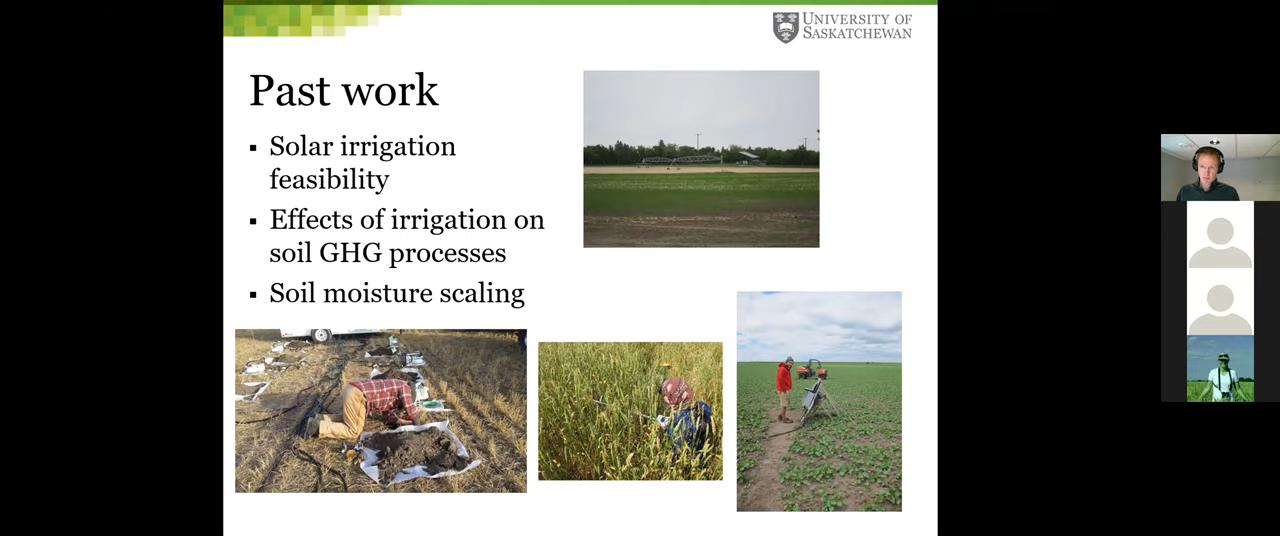 UNIVERSITY OF
SASKATCHEWAN
Past work
▪ Solar irrigation
feasibility
▪ Effects of irrigation on
soil GHG processes
▪ Soil moisture scaling